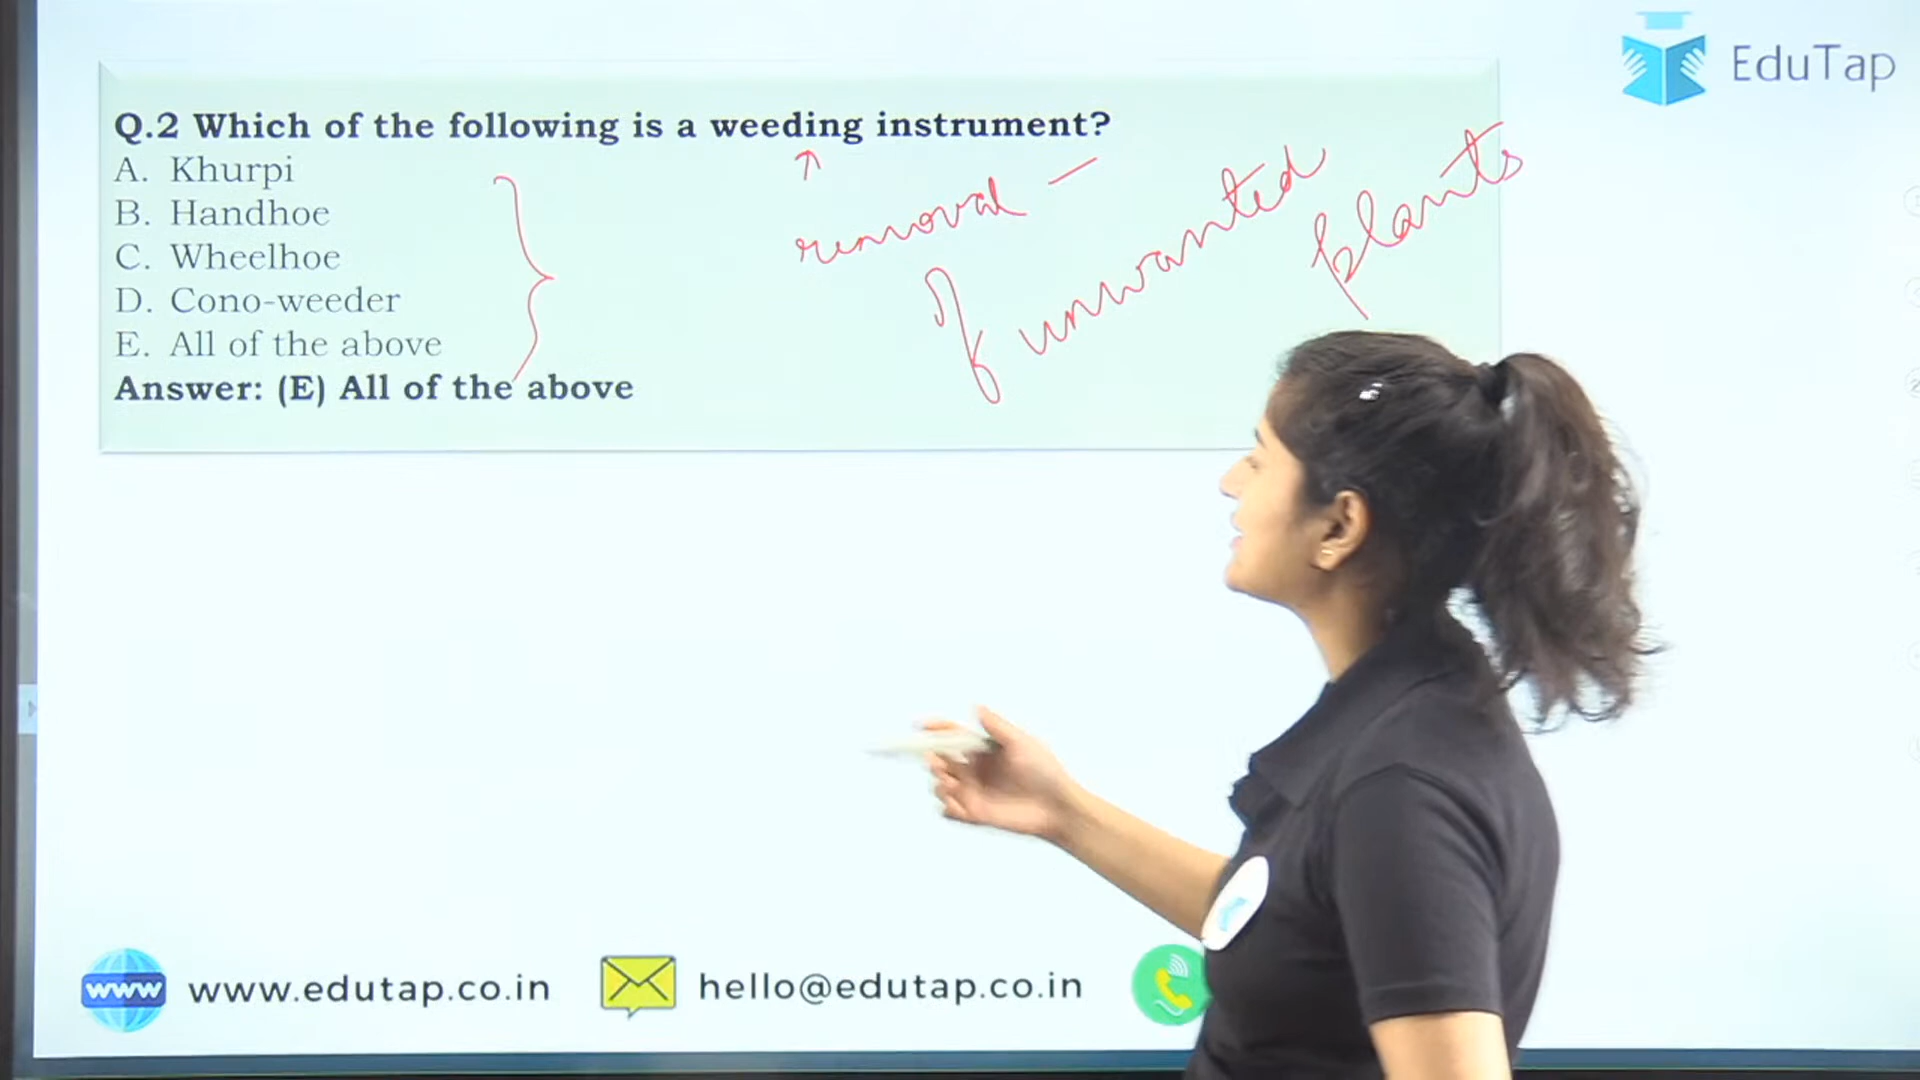 EduTap
Q.2 Which of the following is a weeding instrument?
A. Khurpi
B. Handhoe
C. Wheelhoe
D. Cono-weeder
E. All of the above
Answer: (E) All of the above
removal
of unwanted
plants
www
www.edutap.co.in
hello@edutap.co.in